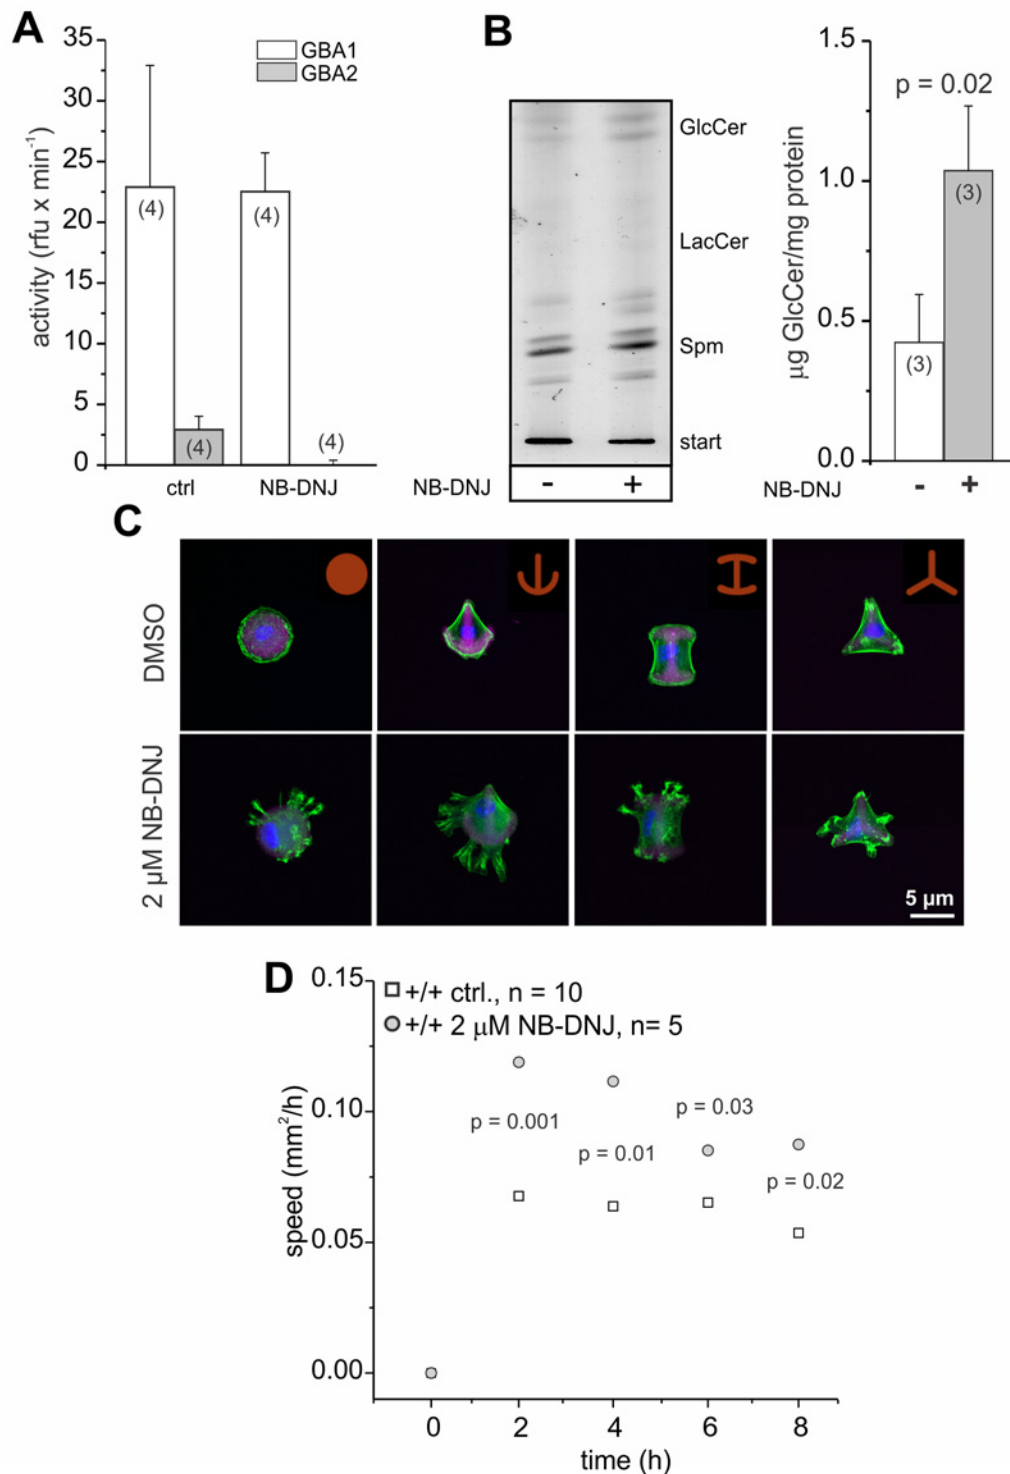 A
35
30
25
20
15
10
5
0
activity (rfu x min⁻¹)
GBA1
GBA2
(4)
(4)
(4)
(4)
ctrl
NB-DNJ
B
GlcCer
LacCer
Spm
start
NB-DNJ
-
+
1.5
1.0
0.5
0.0
µg GlcCer/mg protein
p = 0.02
(3)
(3)
NB-DNJ
-
+
C
DMSO
2 µM NB-DNJ
5 µm
D
0.15
0.10
0.05
0.00
speed (mm²/h)
+/+ ctrl., n = 10
+/+ 2 µM NB-DNJ, n= 5
p = 0.001
p = 0.01
p = 0.03
p = 0.02
0
2
4
6
8
time (h)